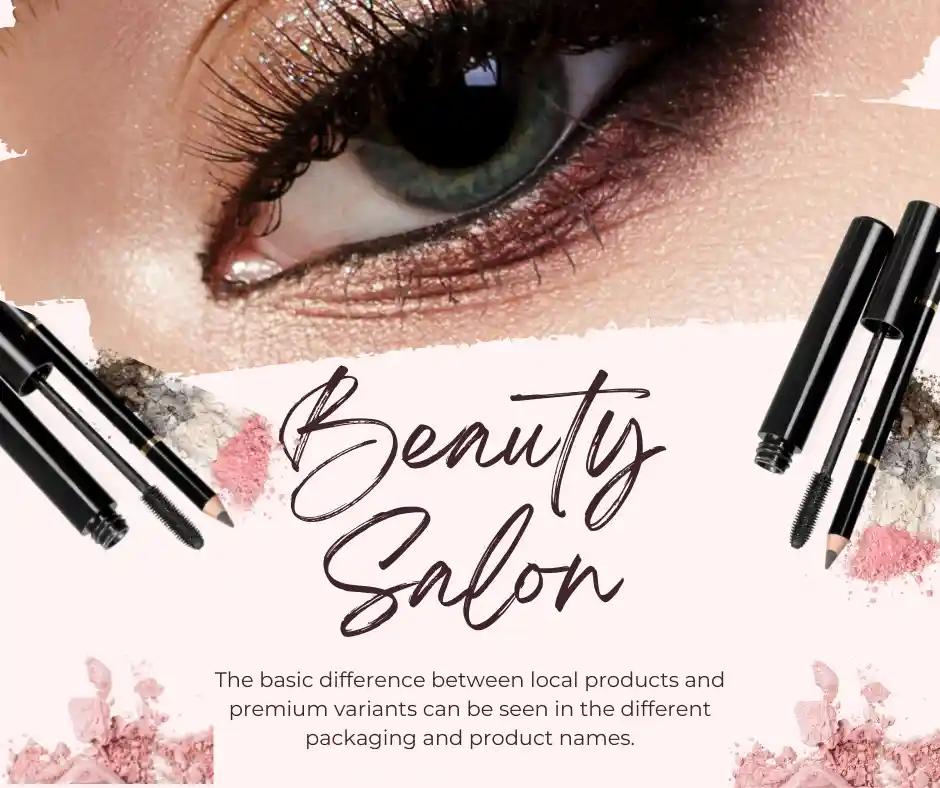 Beauty
Salon
The basic difference between local products and
premium variants can be seen in the different
packaging and product names.